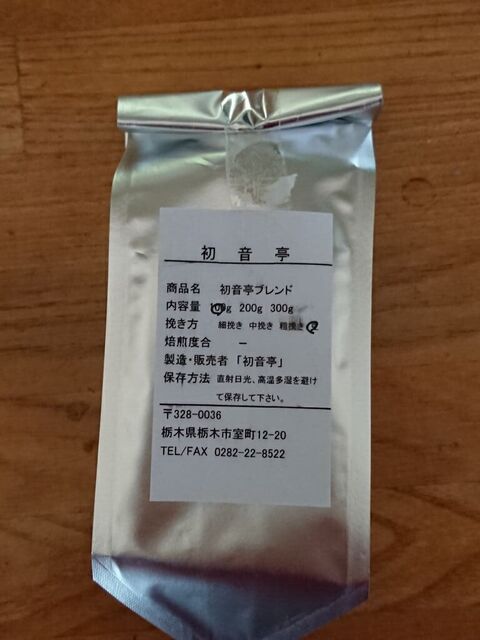 初音亭
商品名 初音亭ブレンド
内容量 100g 200g 300g
挽き方 細挽き 中挽き 粗挽き
焙煎度合 ー
製造・販売者 「初音亭」
保存方法 直射日光、高温多湿を避け
て保存して下さい。
〒328-0036
栃木県栃木市室町12-20
TEL/FAX 0282-22-8522